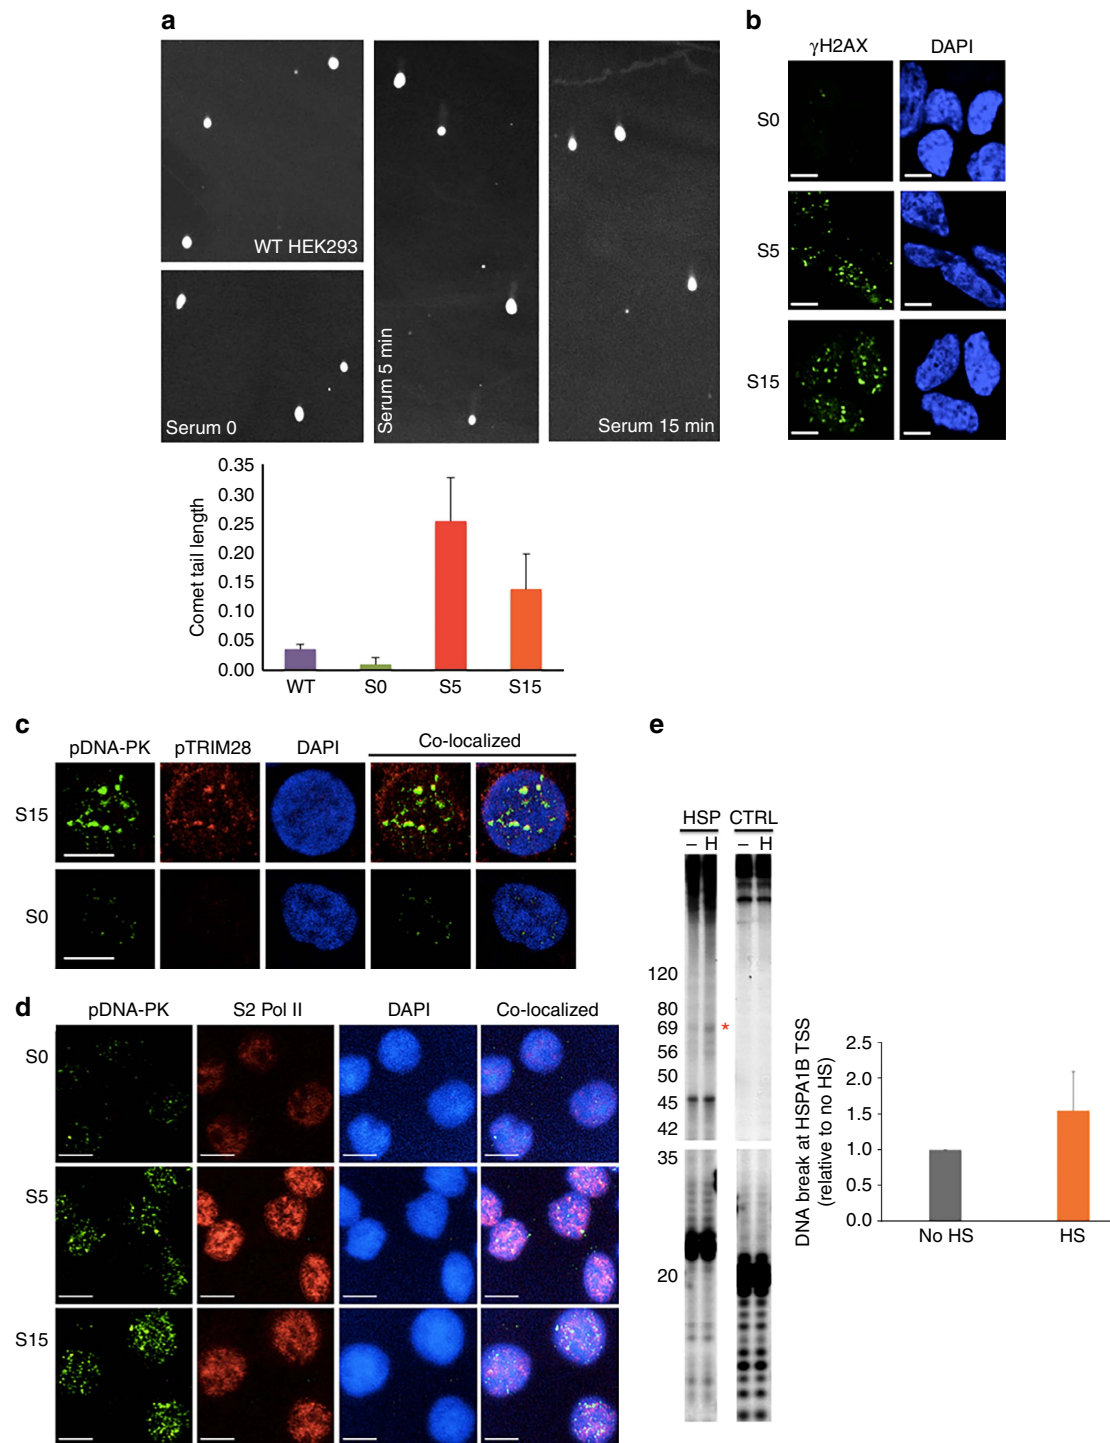 a
WT HEK293
Serum 0
Serum 5 min
Serum 15 min
Comet tail length
0.35
0.30
0.25
0.20
0.15
0.10
0.05
0.00
WT S0 S5 S15
b
γH2AX DAPI
S0
S5
S15
c
pDNA-PK pTRIM28 DAPI Co-localized
S15
S0
d
pDNA-PK S2 Pol II DAPI Co-localized
S0
S5
S15
e
HSP CTRL
– H – H
120
80
69 *
56
50
45
42
35
20
DNA break at HSPA1B TSS
(relative to no HS)
2.5
2.0
1.5
1.0
0.5
0.0
No HS HS